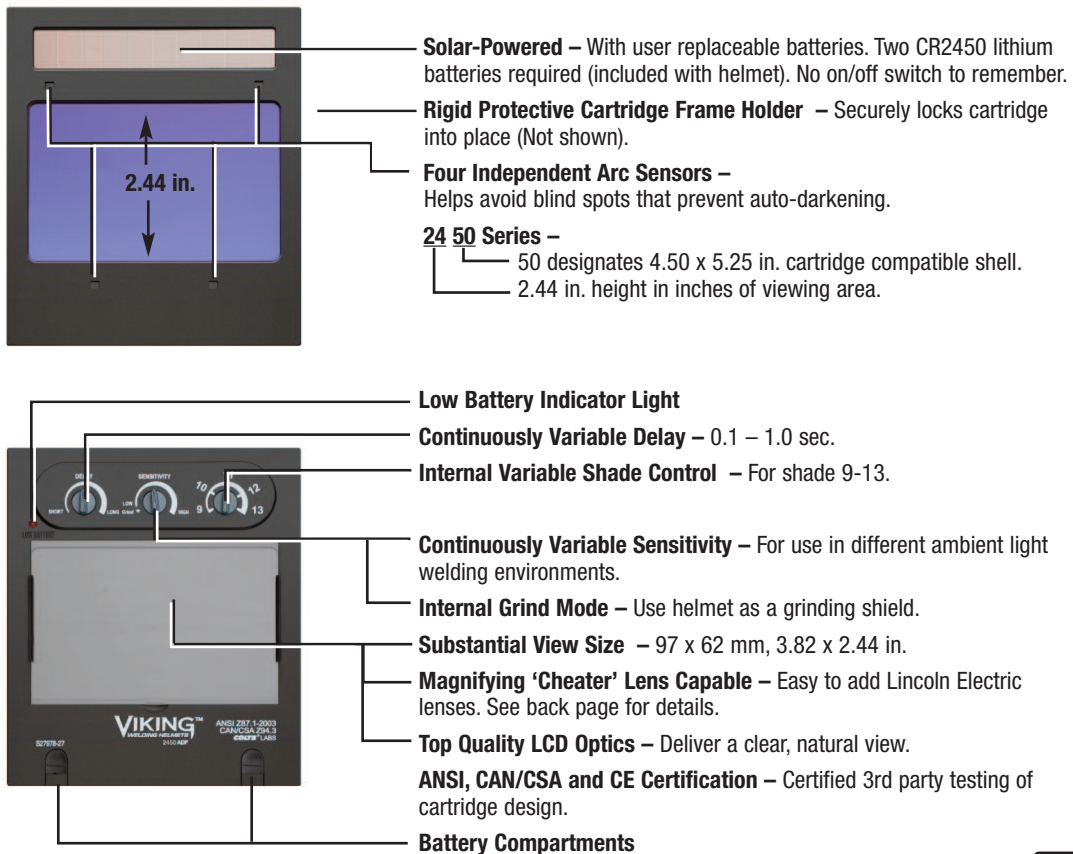 Solar-Powered – With user replaceable batteries. Two CR2450 lithium
batteries required (included with helmet). No on/off switch to remember.
Rigid Protective Cartridge Frame Holder – Securely locks cartridge
into place (Not shown).
Four Independent Arc Sensors –
Helps avoid blind spots that prevent auto-darkening.
2.44 in.
24 50 Series –
50 designates 4.50 x 5.25 in. cartridge compatible shell.
2.44 in. height in inches of viewing area.
Low Battery Indicator Light
Continuously Variable Delay – 0.1 – 1.0 sec.
Internal Variable Shade Control – For shade 9-13.
DELAY
SHORT
LONG
SENSITIVITY
LOW
Grind
HIGH
9
10
12
13
LOW BATTERY
Continuously Variable Sensitivity – For use in different ambient light
welding environments.
Internal Grind Mode – Use helmet as a grinding shield.
Substantial View Size – 97 x 62 mm, 3.82 x 2.44 in.
Magnifying 'Cheater' Lens Capable – Easy to add Lincoln Electric
lenses. See back page for details.
Top Quality LCD Optics – Deliver a clear, natural view.
VIKING™
WELDING HELMETS
2450 ADF
ANSI Z87.1-2003
CAN/CSA Z94.3
COLTS LABS
S27978-27
ANSI, CAN/CSA and CE Certification – Certified 3rd party testing of
cartridge design.
Battery Compartments